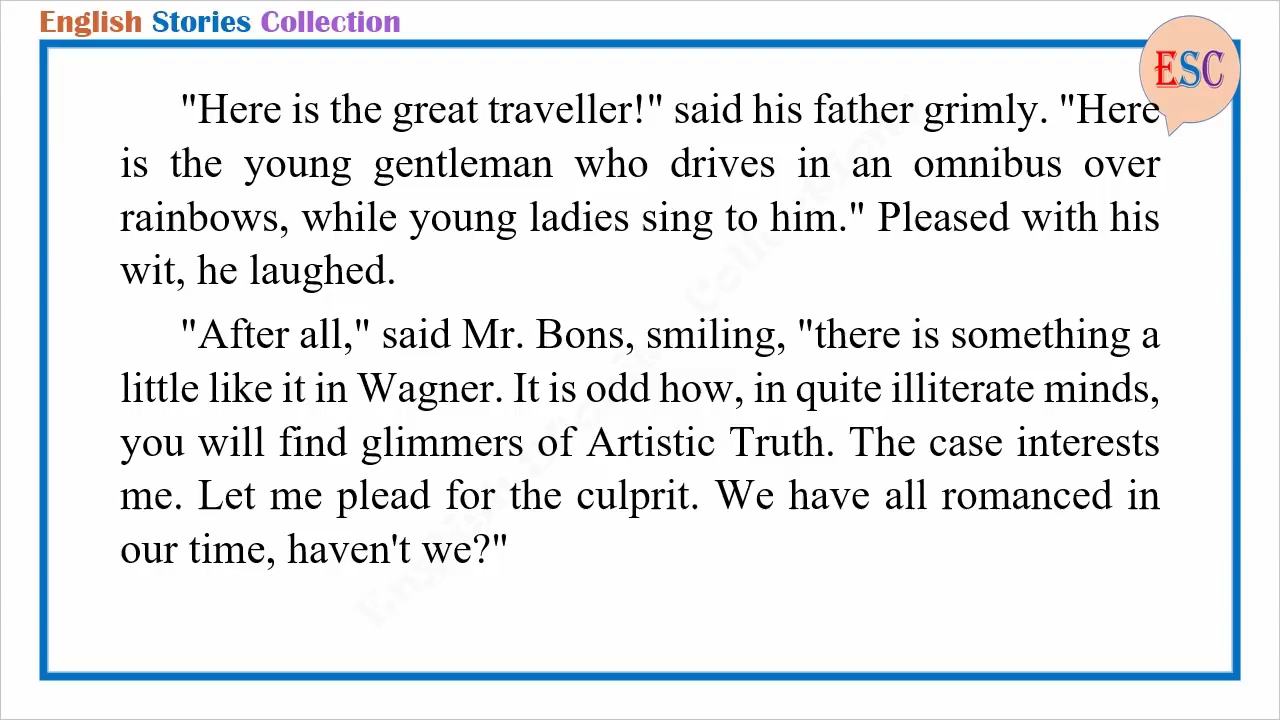 English Stories Collection
ESC
"Here is the great traveller!" said his father grimly. "Here
is the young gentleman who drives in an omnibus over
rainbows, while young ladies sing to him." Pleased with his
wit, he laughed.
"After all," said Mr. Bons, smiling, "there is something a
little like it in Wagner. It is odd how, in quite illiterate minds,
you will find glimmers of Artistic Truth. The case interests
me. Let me plead for the culprit. We have all romanced in
our time, haven't we?"